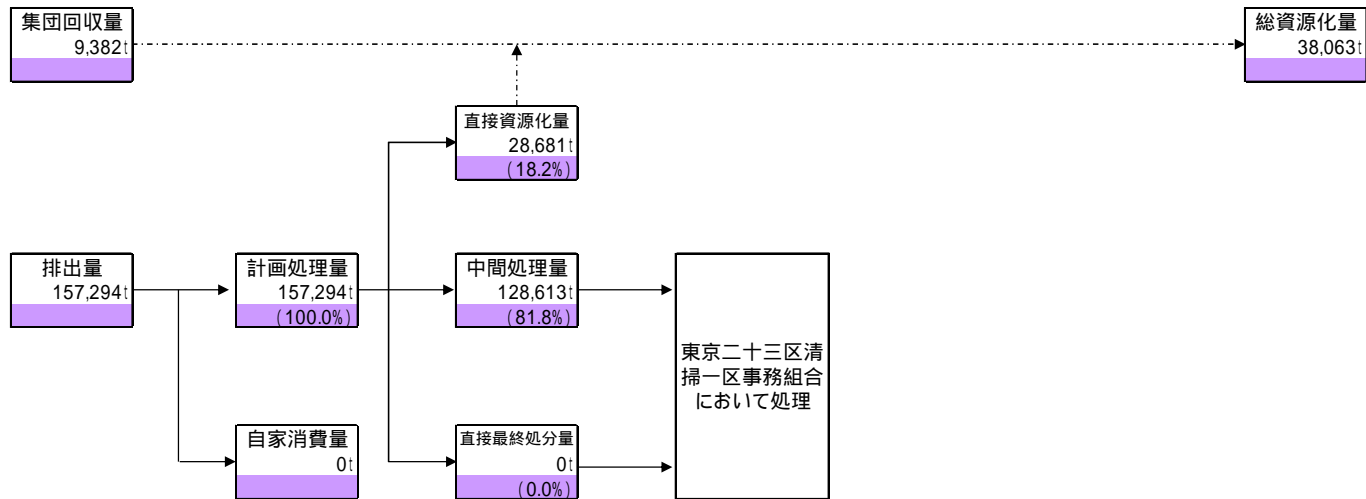 集団回収量
9,382t
総資源化量
38,063t
直接資源化量
28,681t
(18.2%)
排出量
157,294t
計画処理量
157,294t
(100.0%)
中間処理量
128,613t
(81.8%)
東京二十三区清
掃一区事務組合
において処理
自家消費量
0t
直接最終処分量
0t
(0.0%)